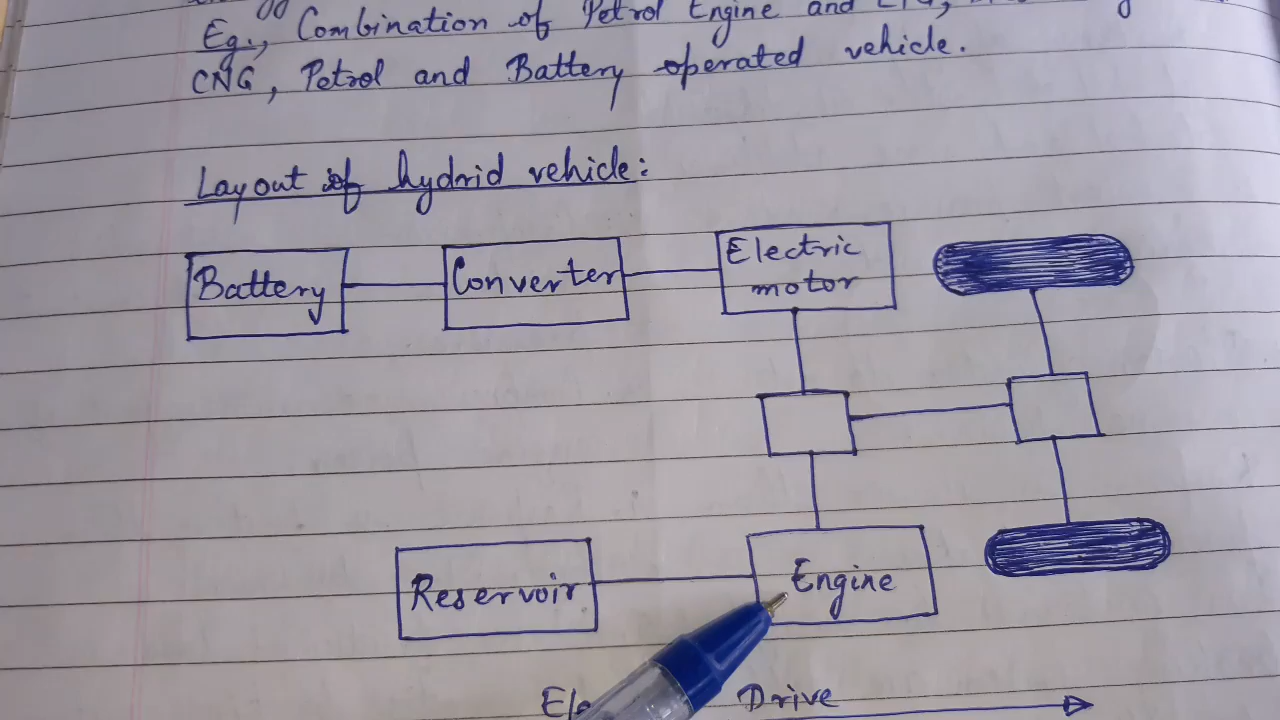 Eg., Combination of Petrol Engine and
CNG, Petrol and Battery operated vehicle.
Layout of hydrid vehicle:
Battery
Converter
Electric
motor
Reservoir
Engine
Drive